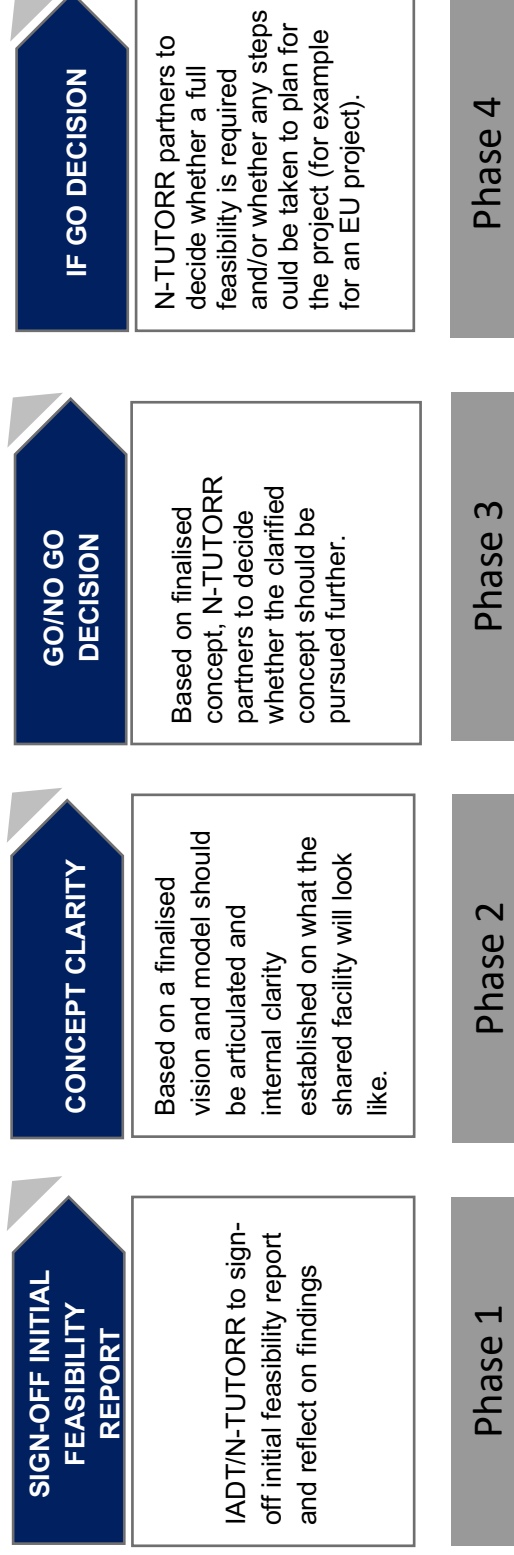 SIGN-OFF INITIAL
FEASIBILITY
REPORT
IADT/N-TUTORR to sign-
off initial feasibility report
and reflect on findings
Phase 1
CONCEPT CLARITY
Based on a finalised
vision and model should
be articulated and
internal clarity
established on what the
shared facility will look
like.
Phase 2
GO/NO GO
DECISION
Based on finalised
concept, N-TUTORR
partners to decide
whether the clarified
concept should be
pursued further.
Phase 3
IF GO DECISION
N-TUTORR partners to
decide whether a full
feasibility is required
and/or whether any steps
ould be taken to plan for
the project (for example
for an EU project).
Phase 4